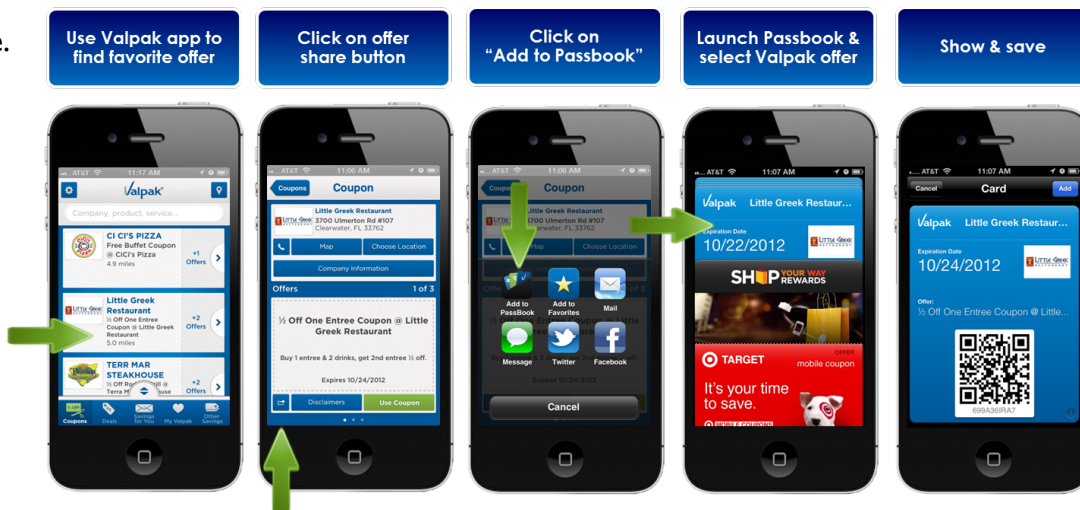 e.
Use Valpak app to
find favorite offer
Click on offer
share button
Click on
“Add to Passbook”
Launch Passbook &
select Valpak offer
Show & save
AT&T 11:17 AM
Valpak
Company, product, service...
CI CI'S PIZZA
Free Buffet Coupon
@ CiCi's Pizza
4.9 miles
+1
Offers
Little Greek
Restaurant
½ Off One Entree
Coupon @ Little Greek
Restaurant
5.0 miles
+2
Offers
TERR MAR
STEAKHOUSE
+2
Offers
Coupons
Deals
Savings
for You
My Valpak
Other
Savings
AT&T 11:06 AM
Coupons
Coupon
Little Greek Restaurant
3700 Ulmerton Rd #107
Clearwater, FL 33762
Map
Choose Location
Company Information
Offers
1 of 3
½ Off One Entree Coupon @ Little
Greek Restaurant
Buy 1 entree & 2 drinks, get 2nd entree ½ off.
Expires 10/24/2012
Disclaimers
Use Coupon
AT&T 11:06 AM
Coupon
Little Greek Restaurant
3700 Ulmerton Rd #107
Clearwater, FL 33762
Map
Choose Location
Add to
PassBook
Add to
Favorites
Mail
Message
Twitter
Facebook
Expires 10/24/2012
Cancel
AT&T 11:07 AM
Valpak Little Greek Restaur...
Expiration Date
10/22/2012
LITTLE GREEK
SHOP YOUR WAY
REWARDS
TARGET
OFFER
mobile coupon
It's your time
to save.
MOBILE COUPONS
AT&T 11:07 AM
Cancel
Card
Add
Valpak Little Greek Restaur...
Expiration Date
10/24/2012
LITTLE GREEK
RESTAURANT
Offer:
½ Off One Entree Coupon @ Little...
699A36IRA7